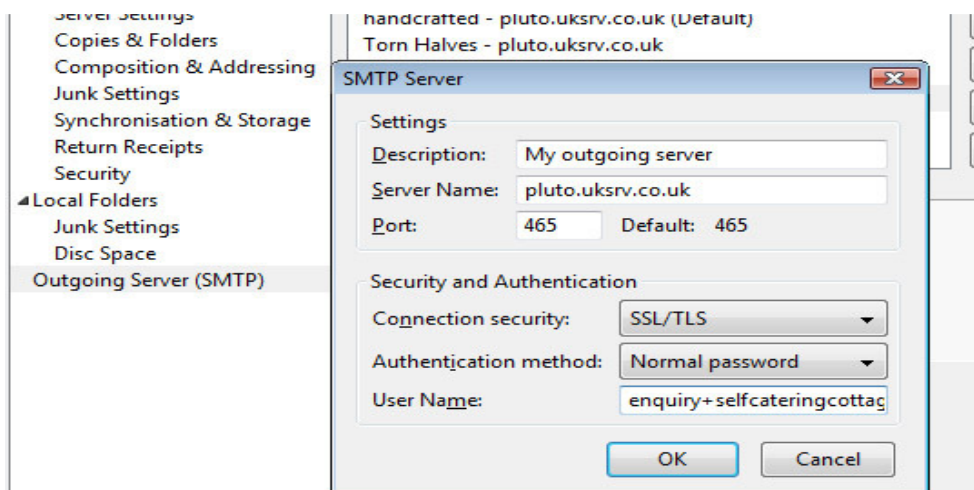 Server Settings
Copies & Folders
Composition & Addressing
Junk Settings
Synchronisation & Storage
Return Receipts
Security
Local Folders
Junk Settings
Disc Space
Outgoing Server (SMTP)
handcrafted - pluto.uksrv.co.uk (Default)
Torn Halves - pluto.uksrv.co.uk
SMTP Server
Settings
Description: My outgoing server
Server Name: pluto.uksrv.co.uk
Port: 465 Default: 465
Security and Authentication
Connection security: SSL/TLS
Authentication method: Normal password
User Name: enquiry+selfcateringcottag
OK Cancel